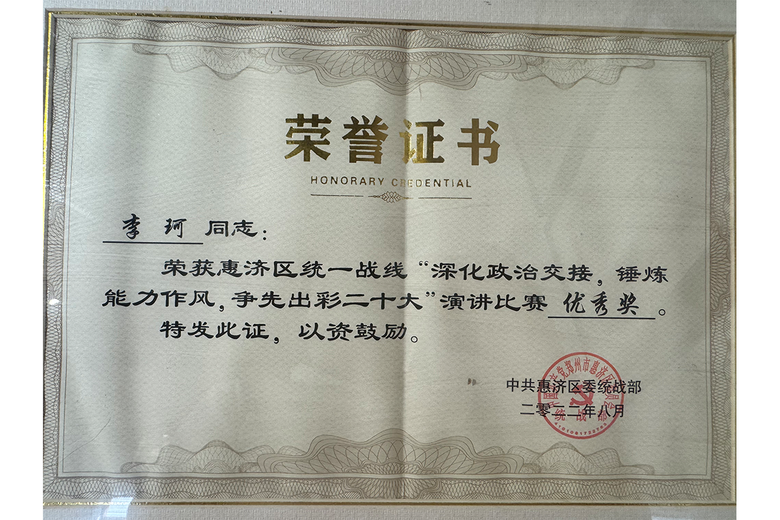 荣誉证书
HONORARY CREDENTIAL
李珂同志：
荣获惠济区统一战线“深化政治交接，锤炼
能力作风，争先出彩二十大”演讲比赛优秀奖。
特发此证，以资鼓励。
中共惠济区委统战部
二零二二年八月